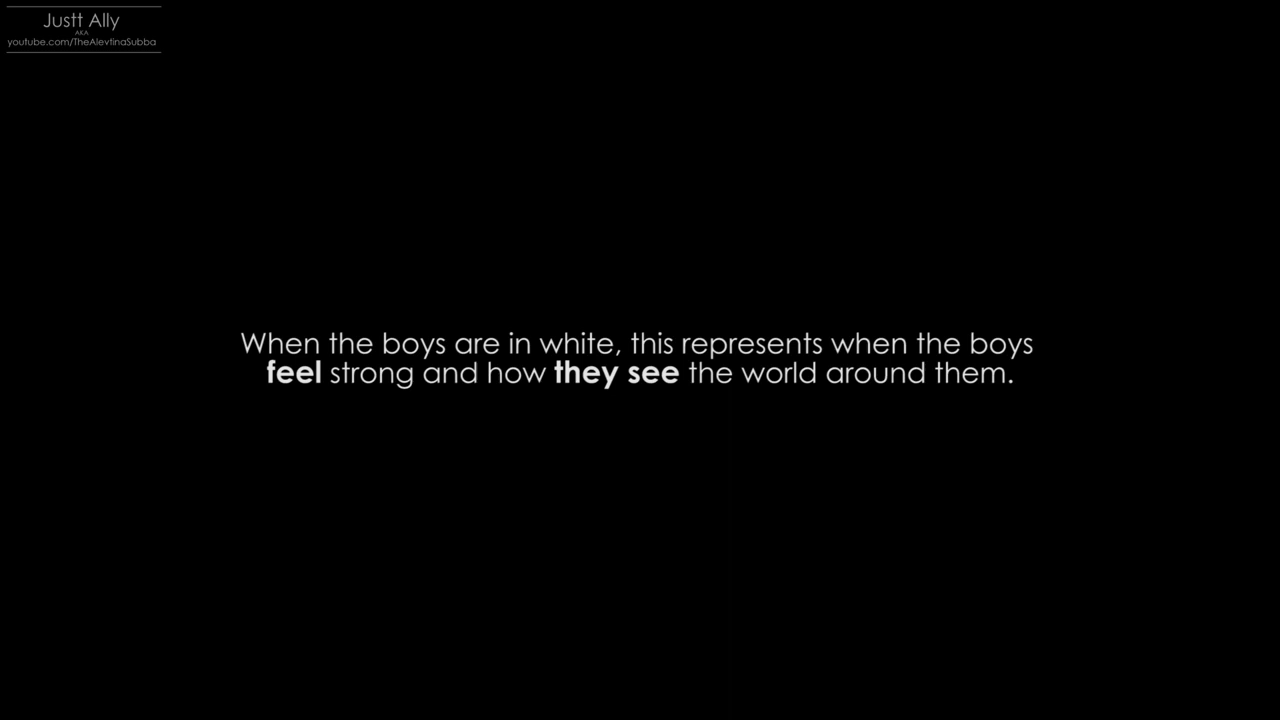 Justt Ally
AKA
youtube.com/TheAlevtinaSubba
When the boys are in white, this represents when the boys
feel strong and how they see the world around them.